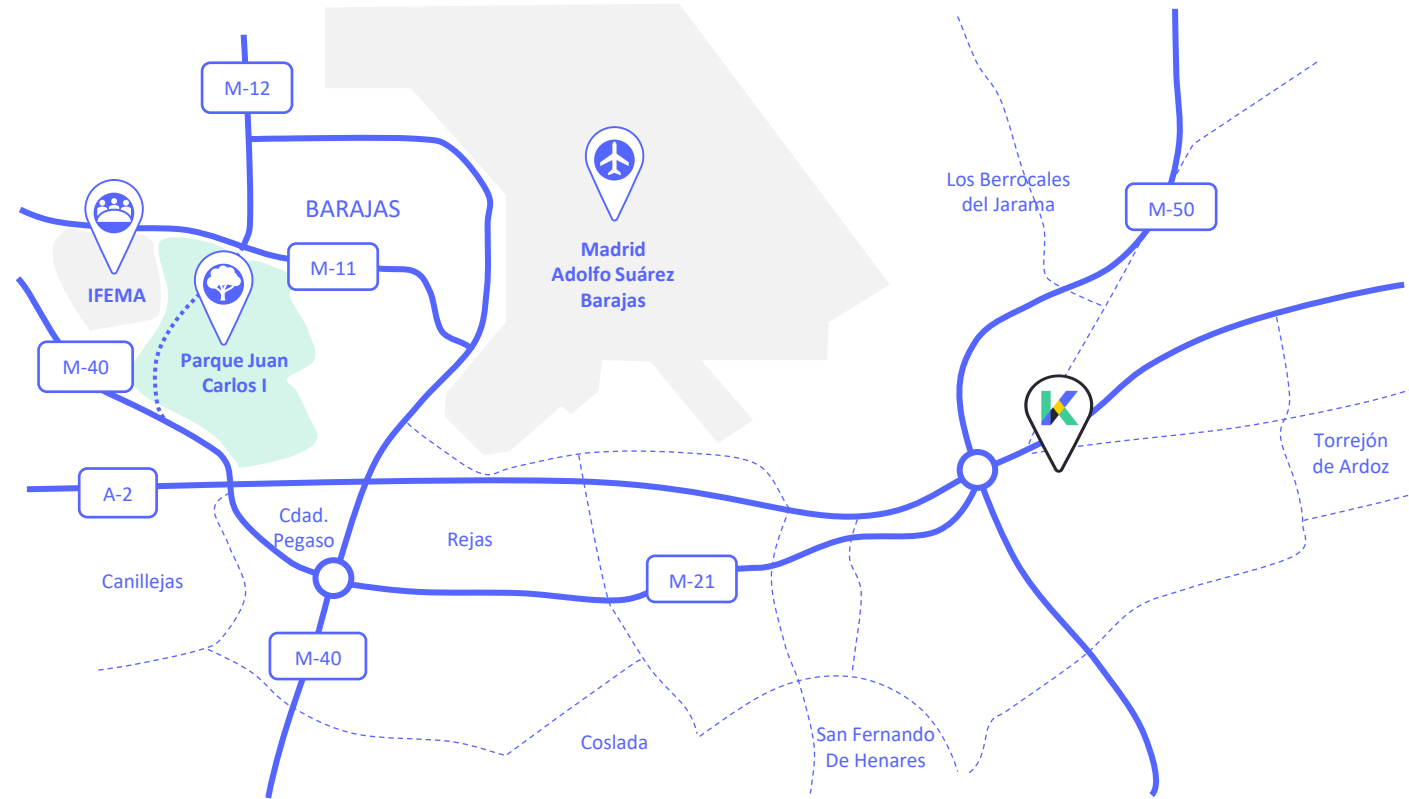 M-12
Los Berrocales
del Jarama
BARAJAS
M-50
Madrid
Adolfo Suárez
Barajas
M-11
IFEMA
M-40
Parque Juan
Carlos I
K
Torrejón
de Ardoz
A-2
Cdad.
Pegaso
Rejas
Canillejas
M-21
M-40
Coslada
San Fernando
De Henares